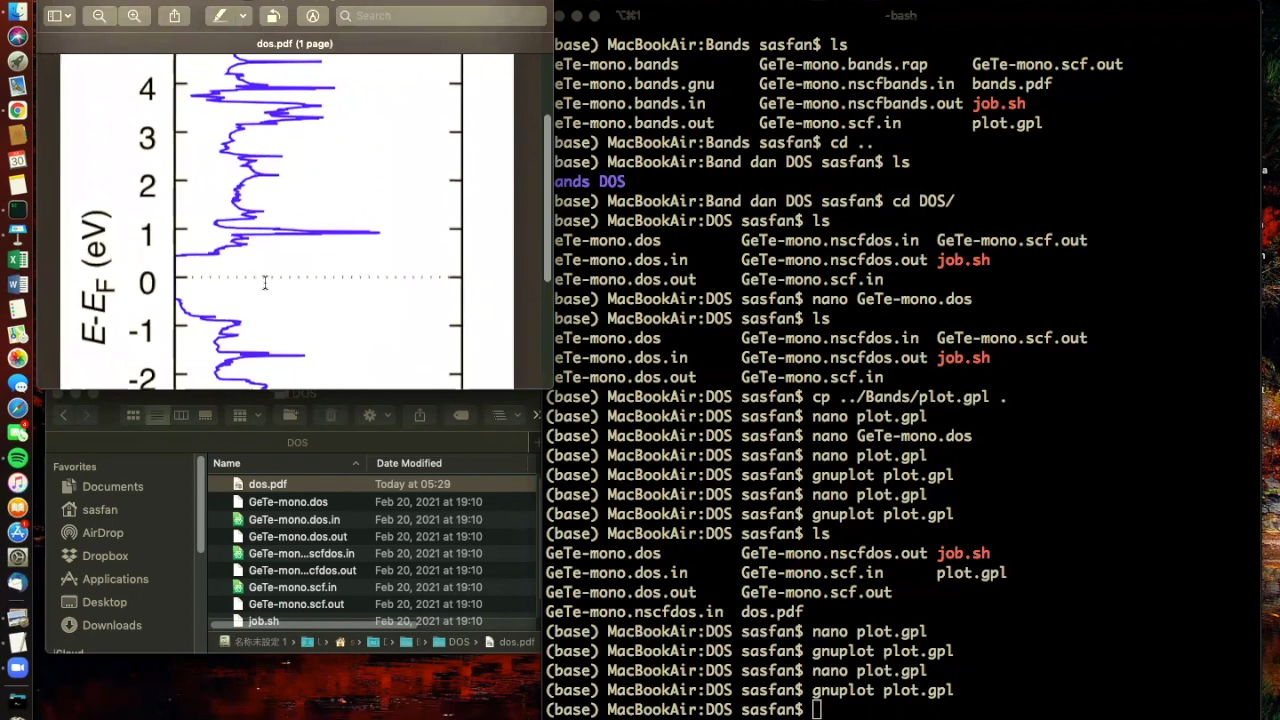 Search
dos.pdf (1 page)
4
3
2
1
0
-1
-2
E-EF (eV)
DOS
DOS
Favorites
Documents
sasfan
AirDrop
Dropbox
Applications
Desktop
Downloads
Name Date Modified
dos.pdf Today at 05:29
GeTe-mono.dos Feb 20, 2021 at 19:10
GeTe-mono.dos.in Feb 20, 2021 at 19:10
GeTe-mono.dos.out Feb 20, 2021 at 19:10
GeTe-mon...scfdos.in Feb 20, 2021 at 19:10
GeTe-mon...cfdos.out Feb 20, 2021 at 19:10
GeTe-mono.scf.in Feb 20, 2021 at 19:10
GeTe-mono.scf.out Feb 20, 2021 at 19:10
job.sh Feb 20, 2021 at 19:10
名称未設定 1 › L › s › [ › E › DOS › dos.pdf
⌥⌘1 -bash
base) MacBookAir:Bands sasfan$ ls
GeTe-mono.bands GeTe-mono.bands.rap GeTe-mono.scf.out
GeTe-mono.bands.gnu GeTe-mono.nscfbands.in bands.pdf
GeTe-mono.bands.in GeTe-mono.nscfbands.out job.sh
GeTe-mono.bands.out GeTe-mono.scf.in plot.gpl
base) MacBookAir:Bands sasfan$ cd ..
base) MacBookAir:Band dan DOS sasfan$ ls
ands DOS
base) MacBookAir:Band dan DOS sasfan$ cd DOS/
base) MacBookAir:DOS sasfan$ ls
GeTe-mono.dos GeTe-mono.nscfdos.in GeTe-mono.scf.out
GeTe-mono.dos.in GeTe-mono.nscfdos.out job.sh
GeTe-mono.dos.out GeTe-mono.scf.in
base) MacBookAir:DOS sasfan$ nano GeTe-mono.dos
base) MacBookAir:DOS sasfan$ ls
GeTe-mono.dos GeTe-mono.nscfdos.in GeTe-mono.scf.out
GeTe-mono.dos.in GeTe-mono.nscfdos.out job.sh
GeTe-mono.dos.out GeTe-mono.scf.in
(base) MacBookAir:DOS sasfan$ cp ../Bands/plot.gpl .
(base) MacBookAir:DOS sasfan$ nano plot.gpl
(base) MacBookAir:DOS sasfan$ nano GeTe-mono.dos
(base) MacBookAir:DOS sasfan$ nano plot.gpl
(base) MacBookAir:DOS sasfan$ gnuplot plot.gpl
(base) MacBookAir:DOS sasfan$ nano plot.gpl
(base) MacBookAir:DOS sasfan$ gnuplot plot.gpl
(base) MacBookAir:DOS sasfan$ ls
GeTe-mono.dos GeTe-mono.nscfdos.out job.sh
GeTe-mono.dos.in GeTe-mono.scf.in plot.gpl
GeTe-mono.dos.out GeTe-mono.scf.out
GeTe-mono.nscfdos.in dos.pdf
(base) MacBookAir:DOS sasfan$ nano plot.gpl
(base) MacBookAir:DOS sasfan$ gnuplot plot.gpl
(base) MacBookAir:DOS sasfan$ nano plot.gpl
(base) MacBookAir:DOS sasfan$ gnuplot plot.gpl
(base) MacBookAir:DOS sasfan$